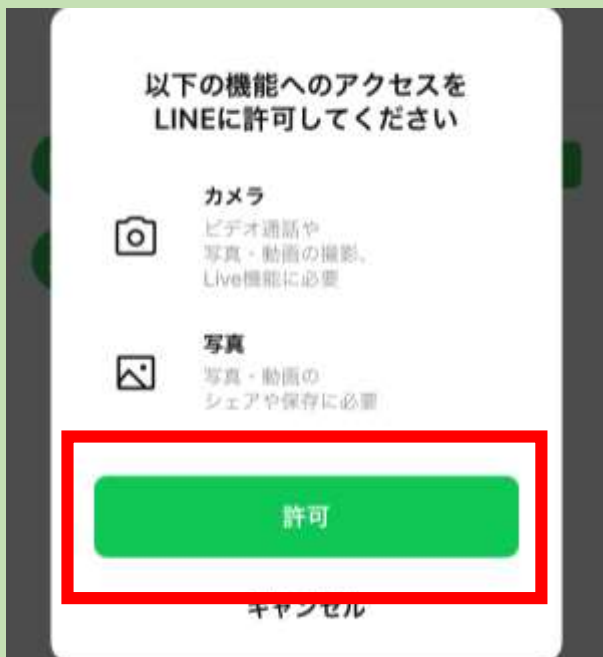 以下の機能へのアクセスを
LINEに許可してください
カメラ
ビデオ通話や
写真・動画の撮影、
Live機能に必要
写真
写真・動画の
シェアや保存に必要
許可
キャンセル